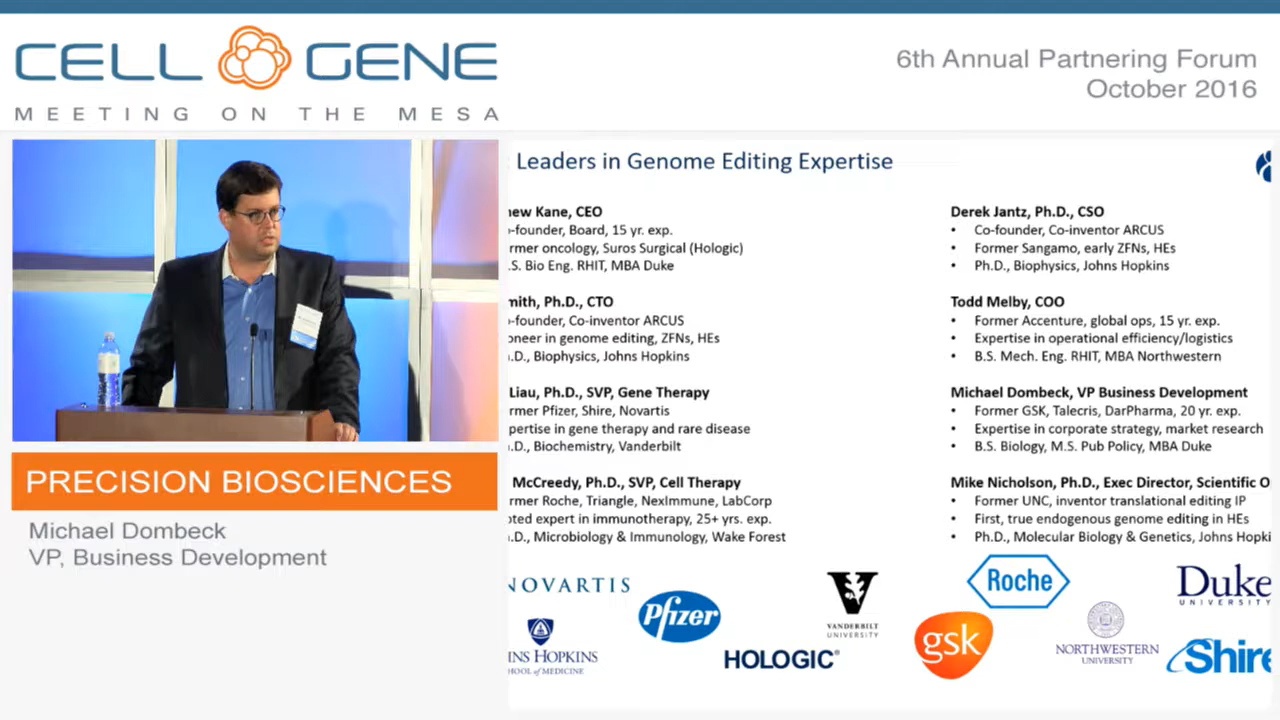 CELL GENE
MEETING ON THE MESA
6th Annual Partnering Forum
October 2016
Leaders in Genome Editing Expertise
new Kane, CEO
o-founder, Board, 15 yr. exp.
rmer oncology, Suros Surgical (Hologic)
.S. Bio Eng. RHIT, MBA Duke
mith, Ph.D., CTO
o-founder, Co-inventor ARCUS
oneer in genome editing, ZFNs, HEs
.D., Biophysics, Johns Hopkins
Liau, Ph.D., SVP, Gene Therapy
rmer Pfizer, Shire, Novartis
pertise in gene therapy and rare disease
.D., Biochemistry, Vanderbilt
McCreedy, Ph.D., SVP, Cell Therapy
rmer Roche, Triangle, NexImmune, LabCorp
oted expert in immunotherapy, 25+ yrs. exp.
.D., Microbiology & Immunology, Wake Forest
Derek Jantz, Ph.D., CSO
• Co-founder, Co-inventor ARCUS
• Former Sangamo, early ZFNs, HEs
• Ph.D., Biophysics, Johns Hopkins
Todd Melby, COO
• Former Accenture, global ops, 15 yr. exp.
• Expertise in operational efficiency/logistics
• B.S. Mech. Eng. RHIT, MBA Northwestern
Michael Dombeck, VP Business Development
• Former GSK, Talecris, DarPharma, 20 yr. exp.
• Expertise in corporate strategy, market research
• B.S. Biology, M.S. Pub Policy, MBA Duke
Mike Nicholson, Ph.D., Exec Director, Scientific O
• Former UNC, inventor translational editing IP
• First, true endogenous genome editing in HEs
• Ph.D., Molecular Biology & Genetics, Johns Hopki
NOVARTIS
Pfizer
VANDERBILT
UNIVERSITY
Roche
Duke
UNIVERSITY
NS HOPKINS
HOOL of MEDICINE
HOLOGIC®
gsk
NORTHWESTERN
UNIVERSITY
Shire
PRECISION BIOSCIENCES
Michael Dombeck
VP, Business Development